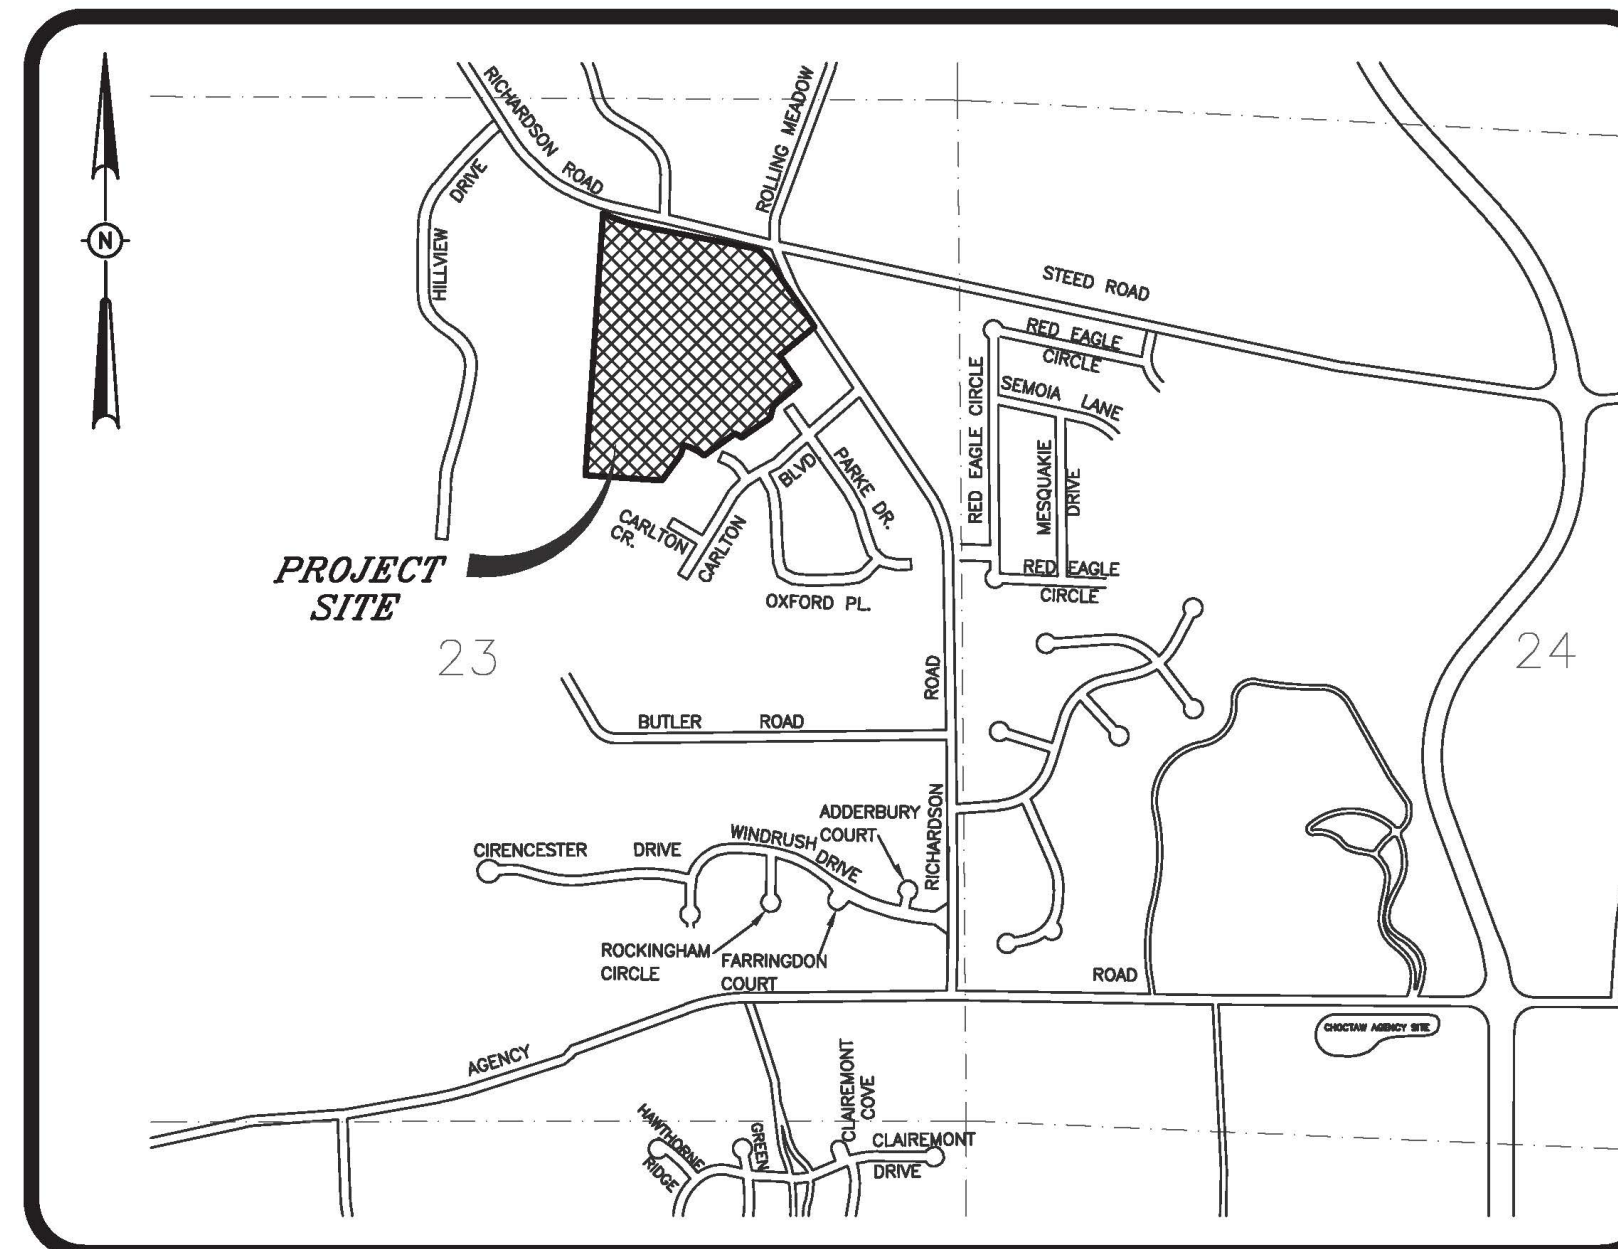 RICHARDSON
ROAD
ROLLING MEADOW
DRIVE
HILLVIEW
N
STEED ROAD
RED EAGLE
CIRCLE
RED EAGLE CIRCLE
SEMOIA LANE
MESQUAKIE
DRIVE
RED EAGLE
CIRCLE
PARKE DR.
BLVD
CARLTON
CARLTON
CR.
OXFORD PL.
PROJECT
SITE
23
24
ROAD
BUTLER ROAD
RICHARDSON
ADDERBURY
COURT
WINDRUSH
DRIVE
CIRENCESTER DRIVE
ROCKINGHAM
CIRCLE
FARRINGDON
COURT
ROAD
AGENCY
CHOCTAW AGENCY SITE
CLAIREMONT
COVE
HAWTHORNE
RIDGE
GREEN
CLAIREMONT
DRIVE